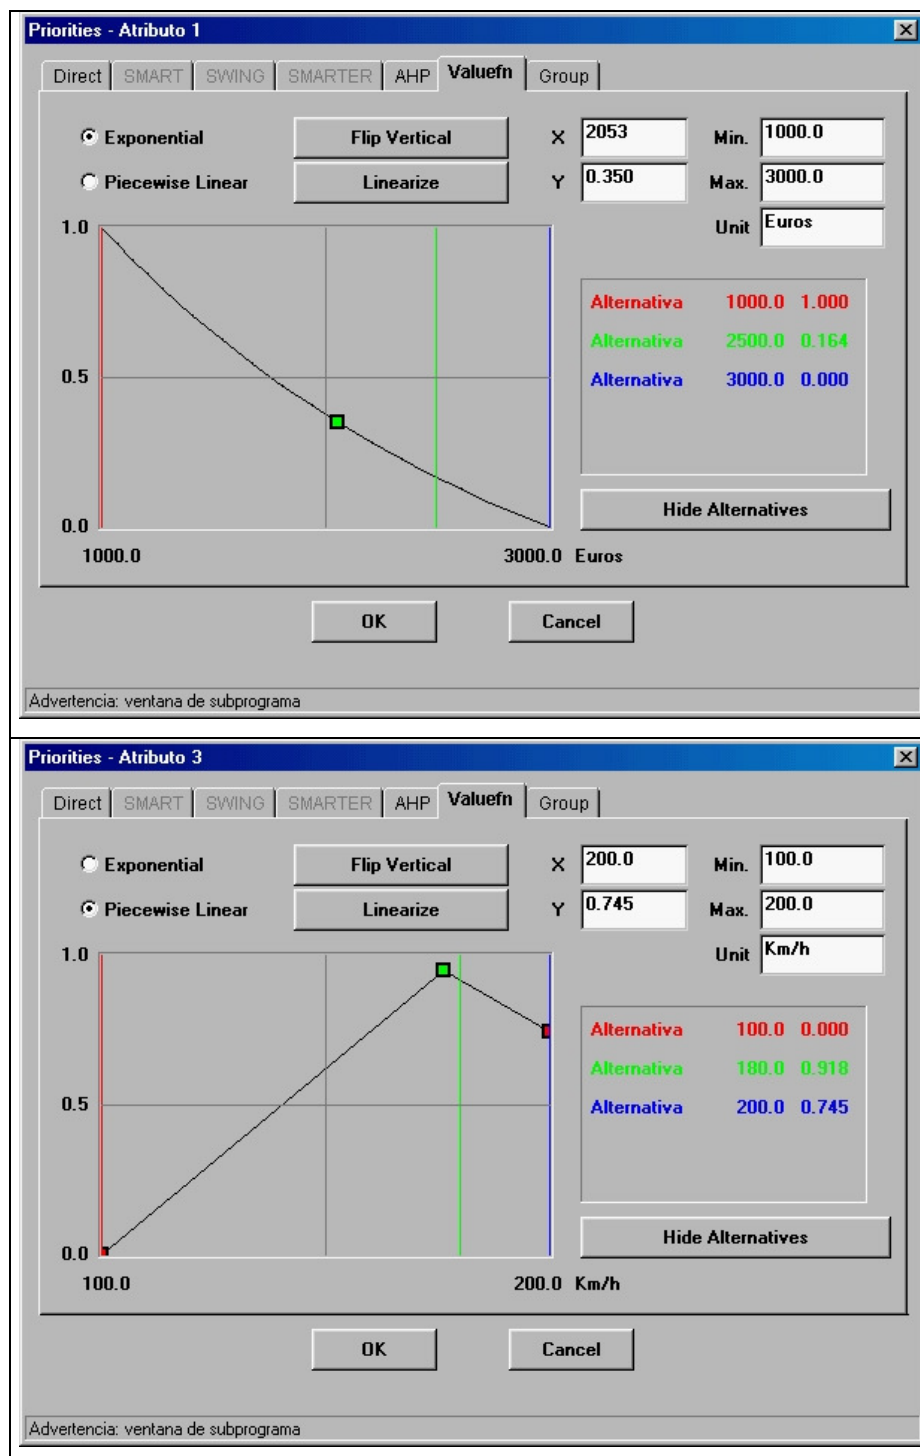 Priorities - Atributo 1
Direct SMART SWING SMARTER AHP Valuefn Group
Exponential Flip Vertical X 2053 Min. 1000.0
Piecewise Linear Linearize Y 0.350 Max. 3000.0
1.0 Unit Euros
Alternativa 1000.0 1.000
Alternativa 2500.0 0.164
0.5 Alternativa 3000.0 0.000
Hide Alternatives
0.0
1000.0 3000.0 Euros
OK Cancel
Advertencia: ventana de subprograma
Priorities - Atributo 3
Direct SMART SWING SMARTER AHP Valuefn Group
Exponential Flip Vertical X 200.0 Min. 100.0
Piecewise Linear Linearize Y 0.745 Max. 200.0
1.0 Unit Km/h
Alternativa 100.0 0.000
Alternativa 180.0 0.918
0.5 Alternativa 200.0 0.745
Hide Alternatives
0.0
100.0 200.0 Km/h
OK Cancel
Advertencia: ventana de subprograma